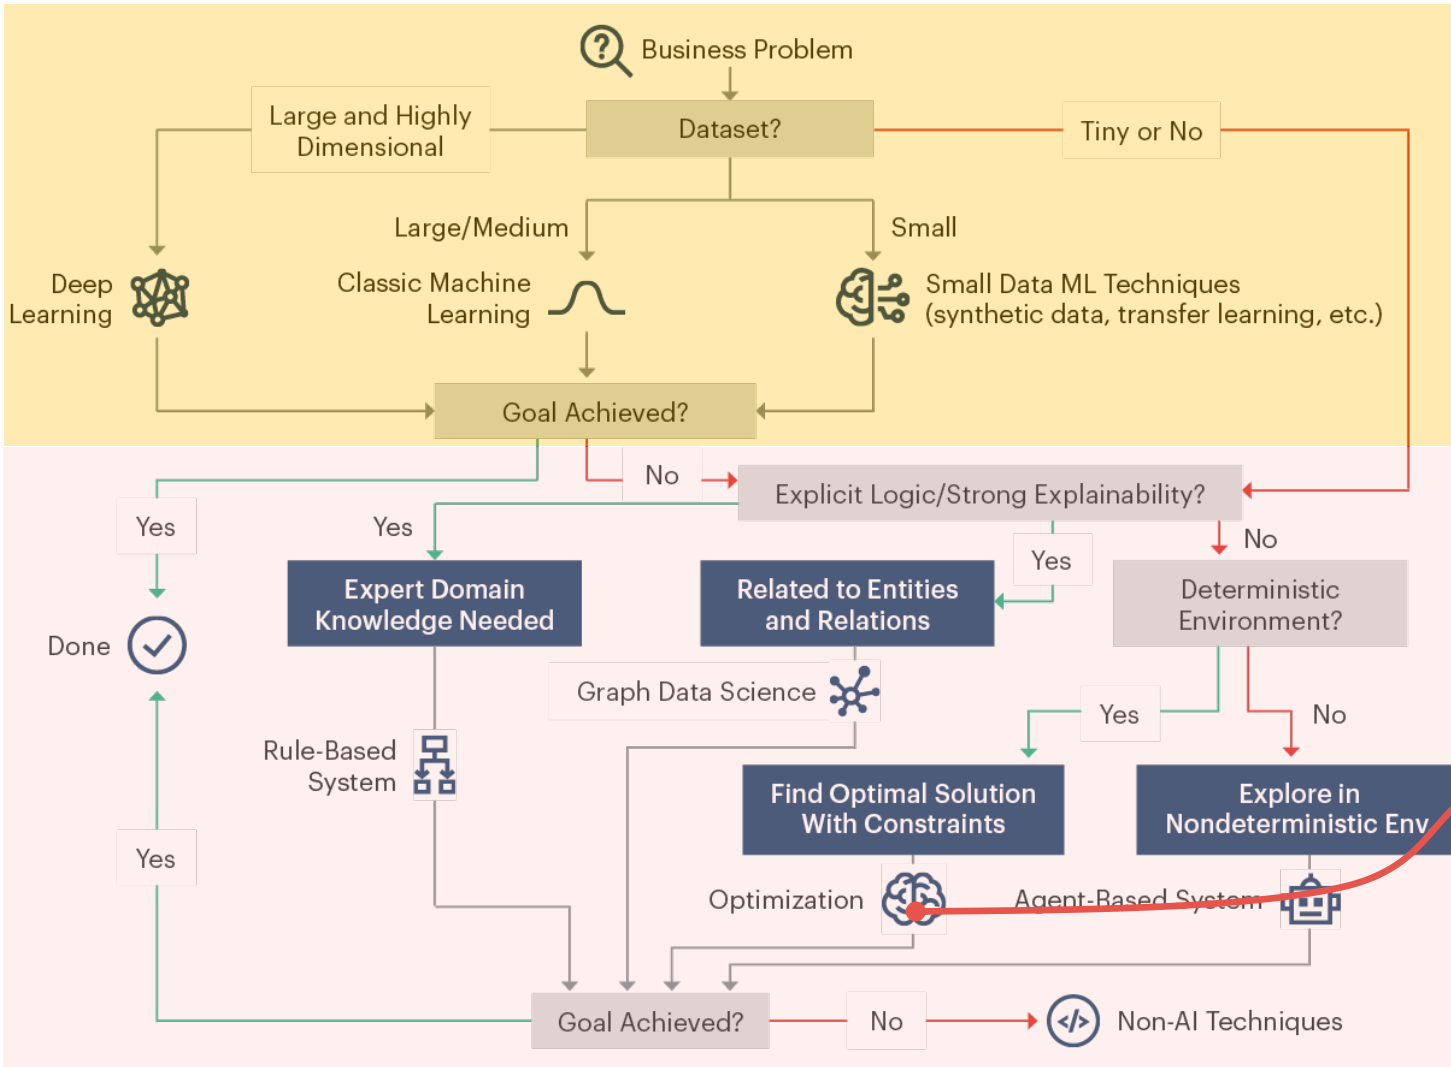 Business Problem
Large and Highly
Dimensional
Dataset?
Tiny or No
Large/Medium
Small
Deep
Learning
Classic Machine
Learning
Small Data ML Techniques
(synthetic data, transfer learning, etc.)
Goal Achieved?
No
Explicit Logic/Strong Explainability?
Yes
Yes
Yes
No
Expert Domain
Knowledge Needed
Related to Entities
and Relations
Deterministic
Environment?
Done
Graph Data Science
Yes
No
Rule-Based
System
Find Optimal Solution
With Constraints
Explore in
Nondeterministic Env.
Yes
Optimization
Agent-Based System
Goal Achieved?
No
Non-AI Techniques